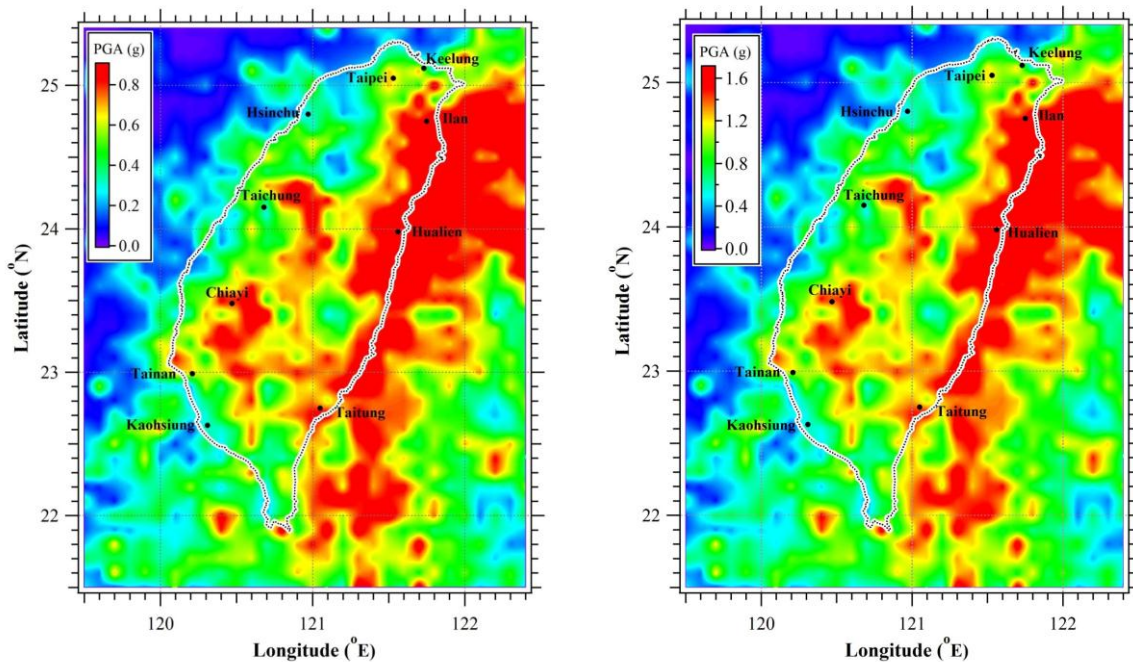 PGA (g)
0.8
0.6
0.4
0.2
0.0
25
24
23
22
Latitude (°N)
120
121
122
Longitude (°E)
Keelung
Taipei
Hsinchu
Ilan
Taichung
Hualien
Chiayi
Tainan
Taitung
Kaohsiung
PGA (g)
1.6
1.2
0.8
0.4
0.0
25
24
23
22
Latitude (°N)
120
121
122
Longitude (°E)
Keelung
Taipei
Hsinchu
Ilan
Taichung
Hualien
Chiayi
Tainan
Taitung
Kaohsiung